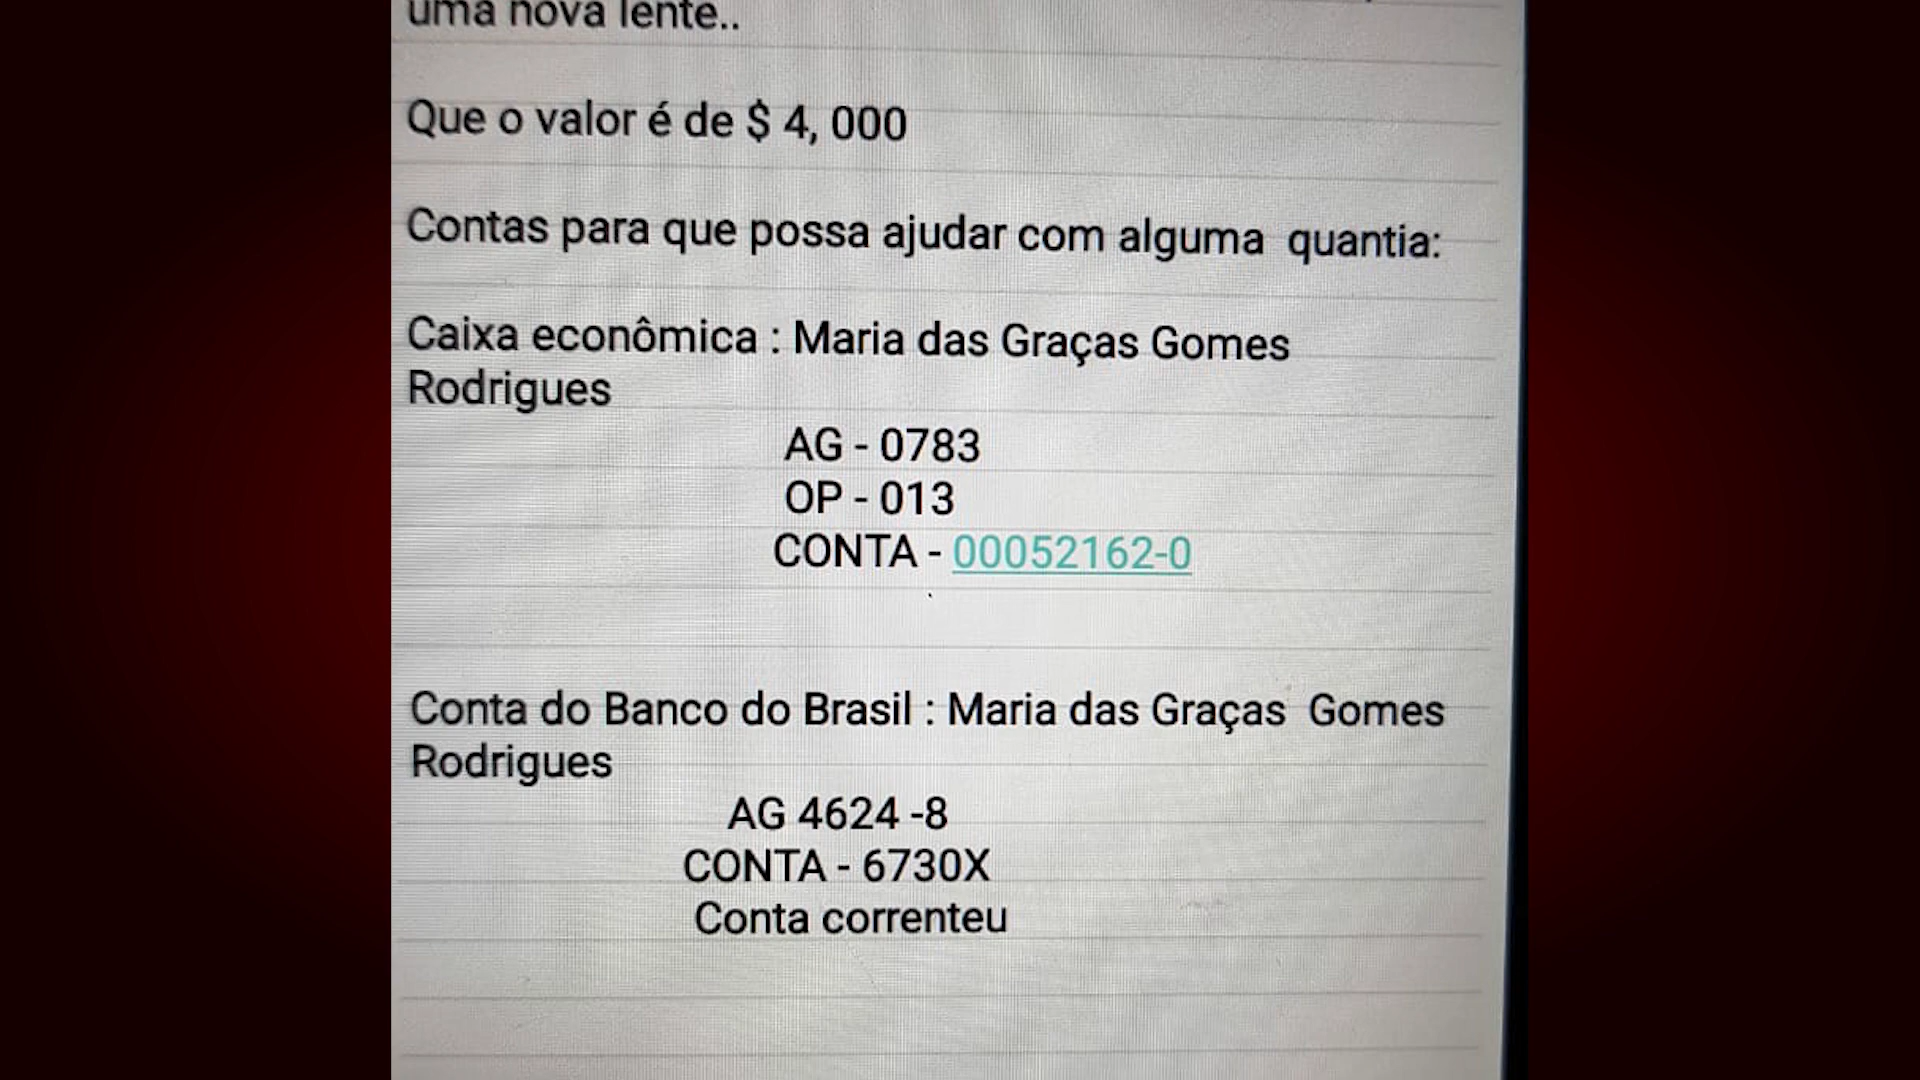 uma nova lente..
Que o valor é de $ 4, 000
Contas para que possa ajudar com alguma quantia:
Caixa econômica : Maria das Graças Gomes
Rodrigues
AG - 0783
OP - 013
CONTA - 00052162-0
Conta do Banco do Brasil : Maria das Graças Gomes
Rodrigues
AG 4624 -8
CONTA - 6730X
Conta correnteu